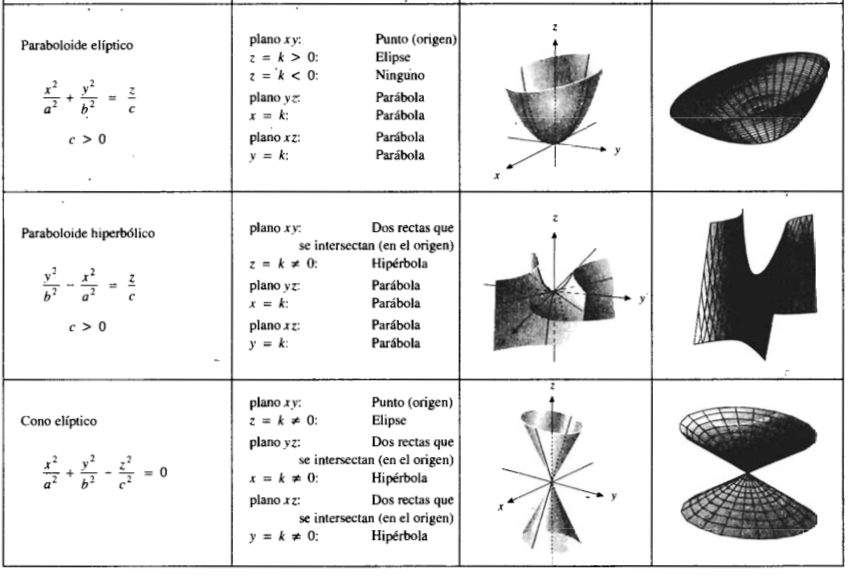 Paraboloide elíptico
x²/a² + y²/b² = z/c
c > 0
plano xy: Punto (origen)
z = k > 0: Elipse
z = k < 0: Ninguno
plano yz: Parábola
x = k: Parábola
plano xz: Parábola
y = k: Parábola
z
y
x
Paraboloide hiperbólico
y²/b² - x²/a² = z/c
c > 0
plano xy: Dos rectas que
se intersectan (en el origen)
z = k ≠ 0: Hipérbola
plano yz: Parábola
x = k: Parábola
plano xz: Parábola
y = k: Parábola
z
y
Cono elíptico
x²/a² + y²/b² - z²/c² = 0
plano xy: Punto (origen)
z = k ≠ 0: Elipse
plano yz: Dos rectas que
se intersectan (en el origen)
x = k ≠ 0: Hipérbola
plano xz: Dos rectas que
se intersectan (en el origen)
y = k ≠ 0: Hipérbola
z
y
x